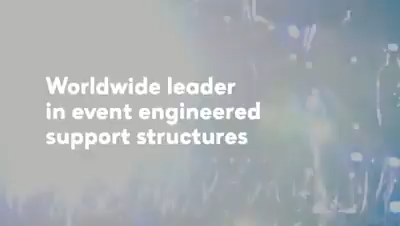 Worldwide leader
in event engineered
support structures